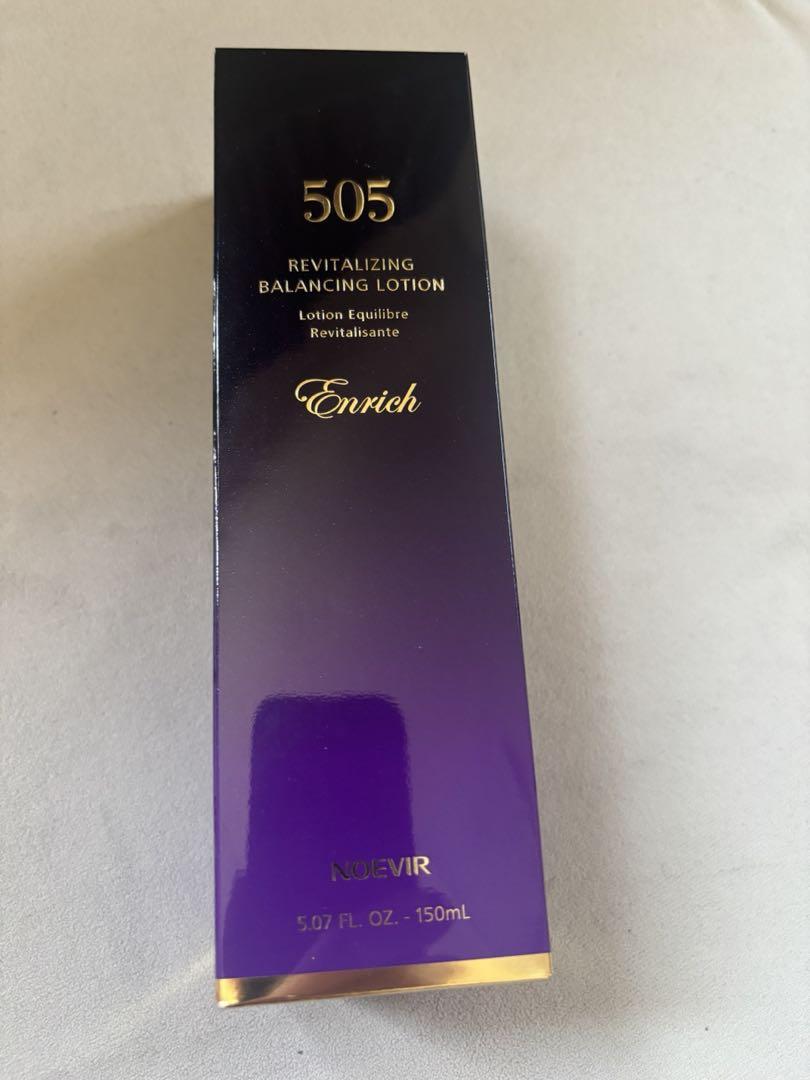 505
REVITALIZING
BALANCING LOTION
Lotion Equilibre
Revitalisante
Enrich
NOEVIR
5.07 FL. OZ. - 150mL